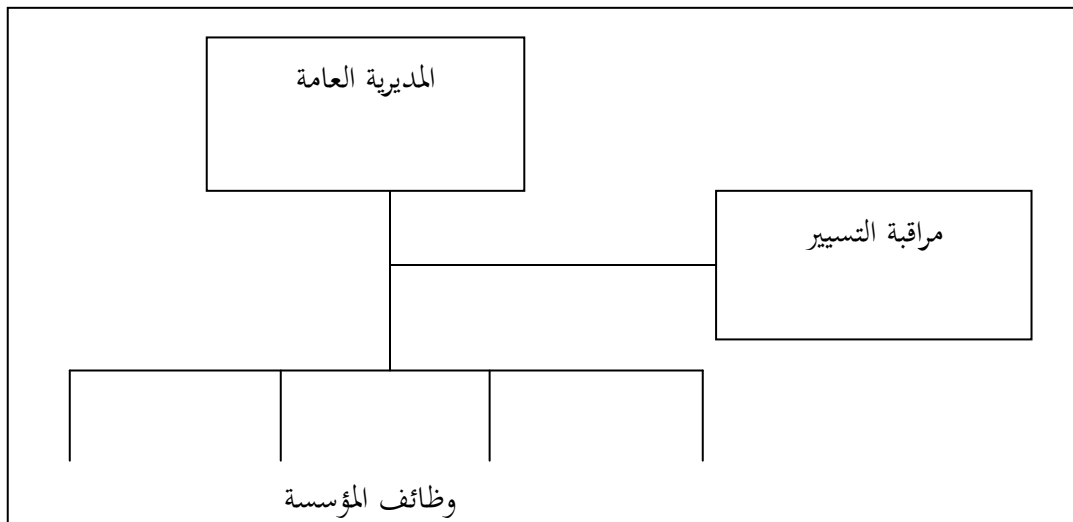 المديرية العامة
مراقبة التسيير
وظائف المؤسسة